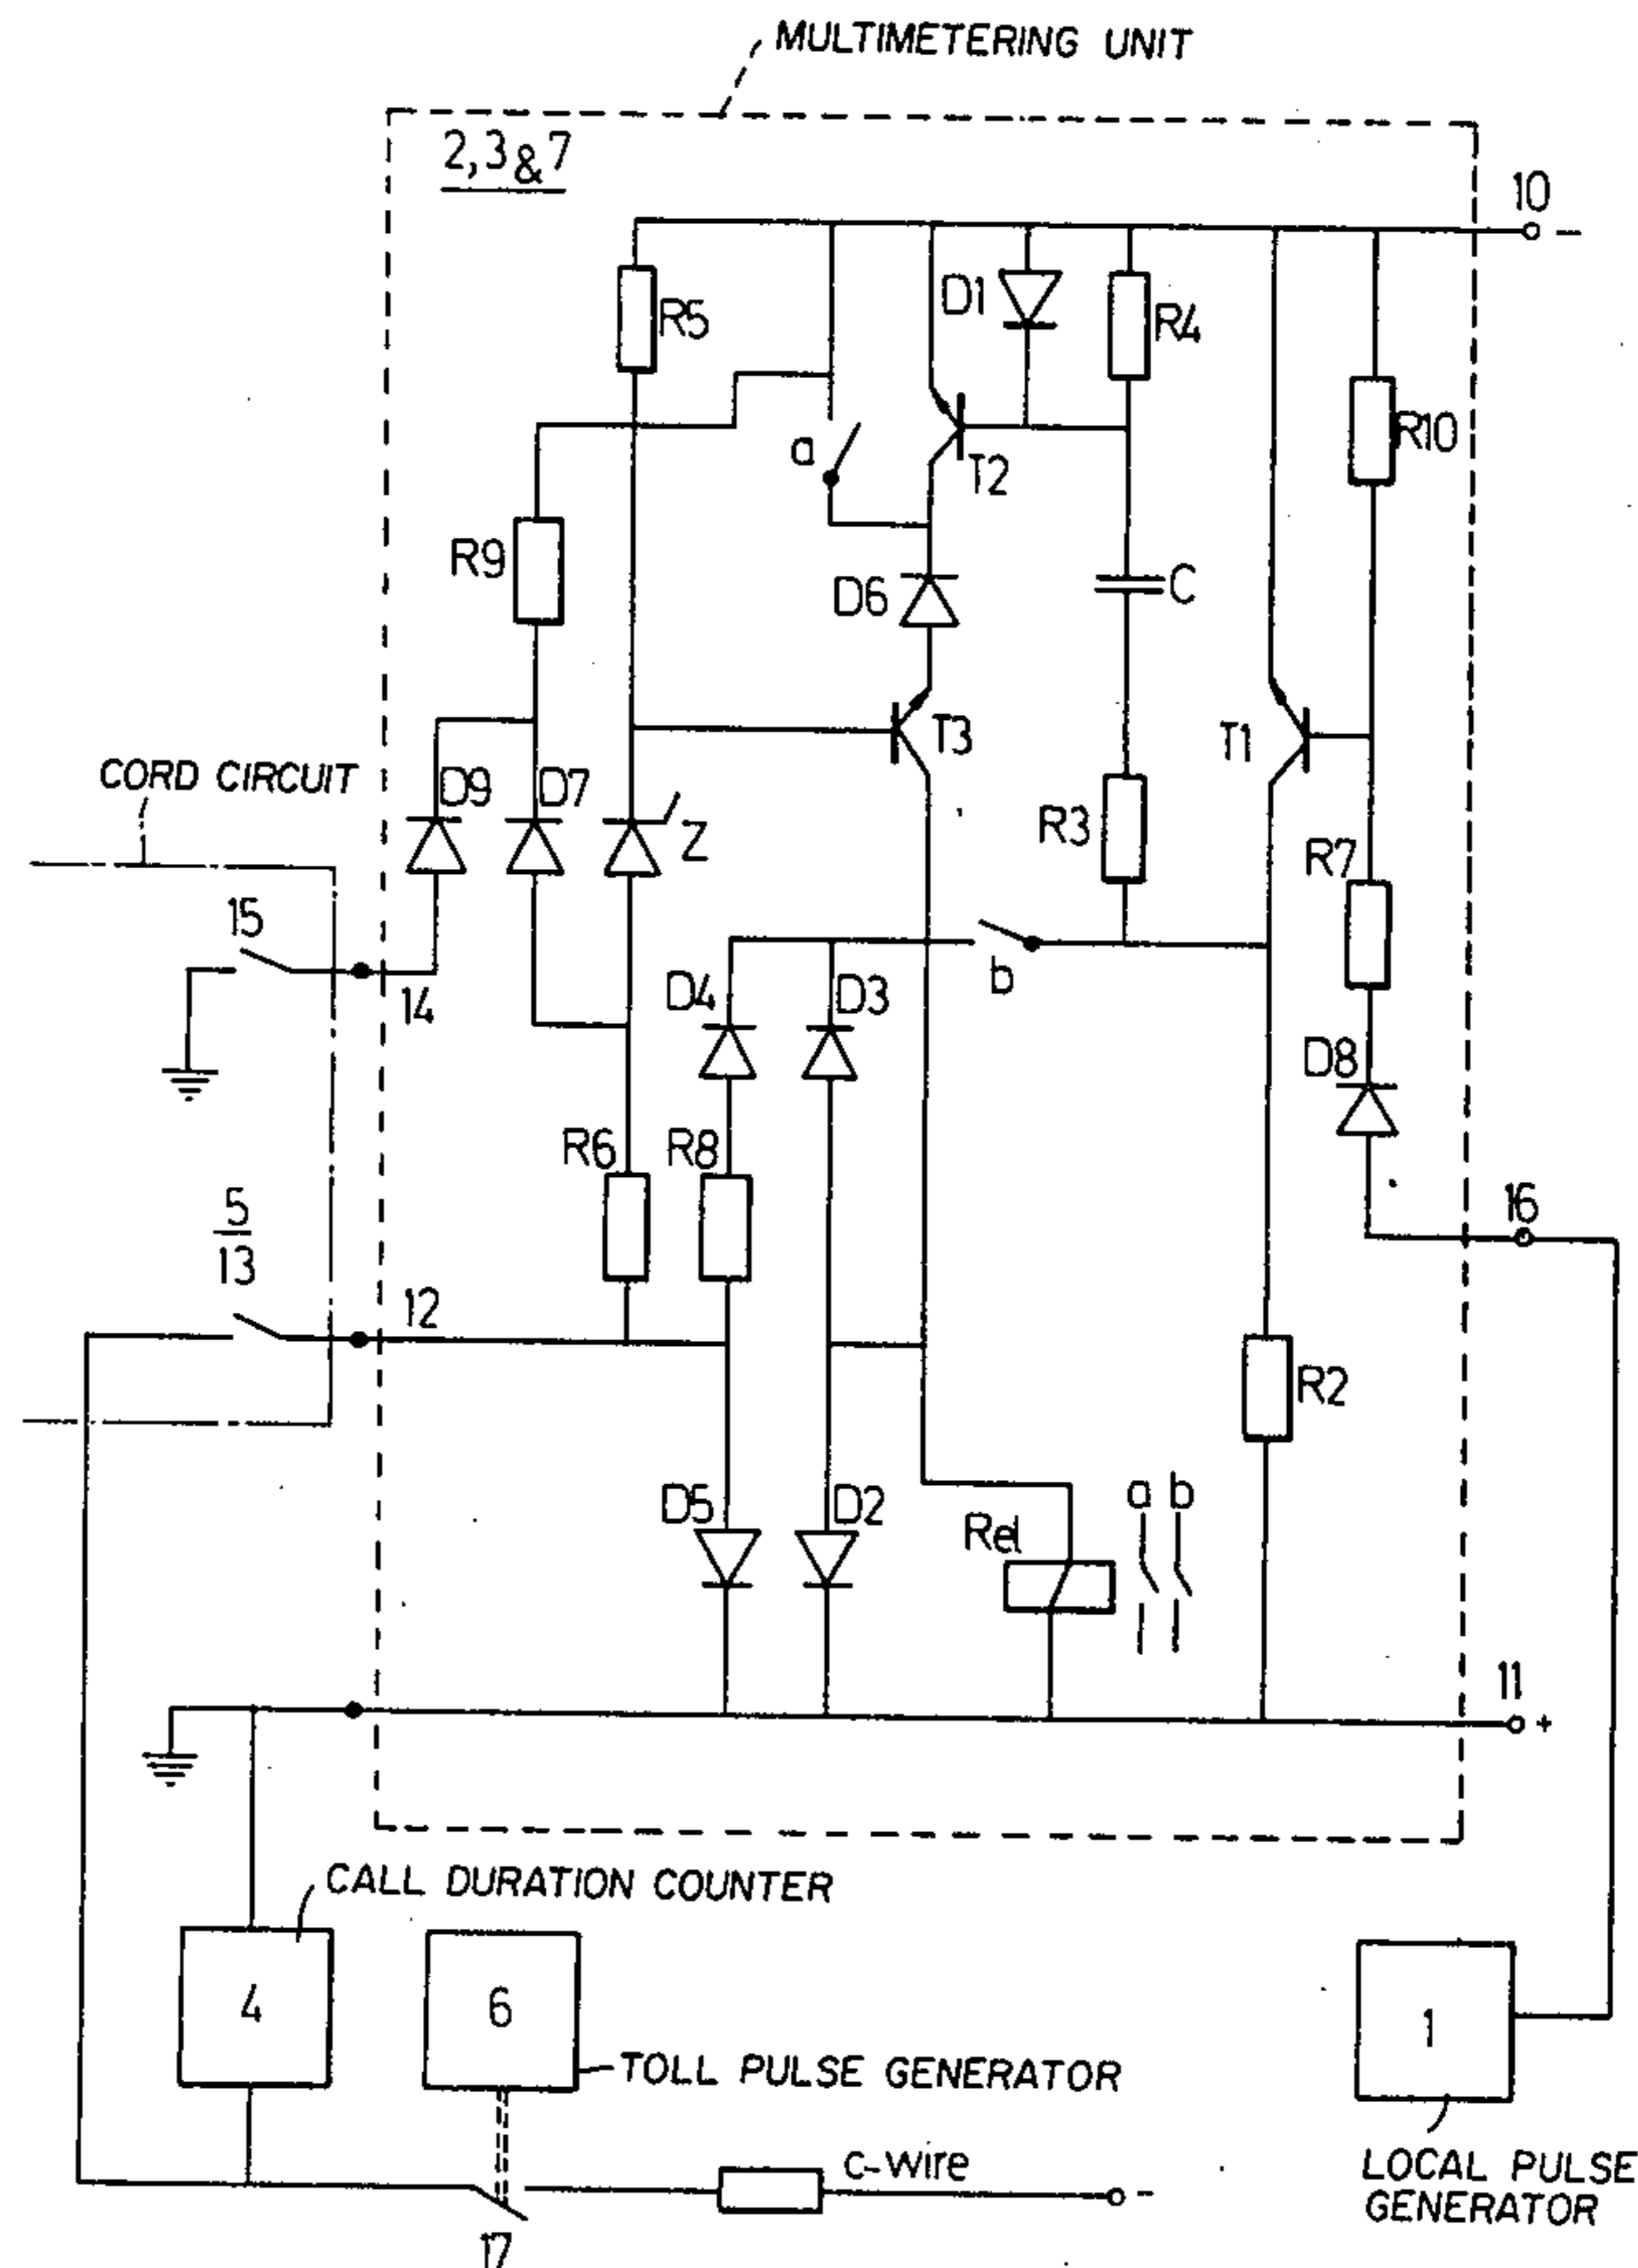 MULTIMETERING UNIT
2,3 & 7
10
−
R5
D1
R4
R10
a
T2
R9
D6
C
T3
T1
CORD CIRCUIT
D9
D7
Z
R3
R7
15
14
D4
D3
b
D8
R6
R8
16
5
13
12
R2
D5
D2
Rel
a b
11
+
CALL DURATION COUNTER
4
6
1
TOLL PULSE GENERATOR
c-wire
−
17
LOCAL PULSE
GENERATOR